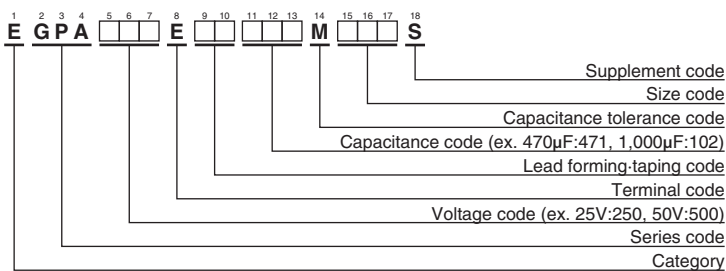 1 2 3 4 5 6 7 8 9 10 11 12 13 14 15 16 17 18
E G P A E M S
Supplement code
Size code
Capacitance tolerance code
Capacitance code (ex. 470µF:471, 1,000µF:102)
Lead forming·taping code
Terminal code
Voltage code (ex. 25V:250, 50V:500)
Series code
Category